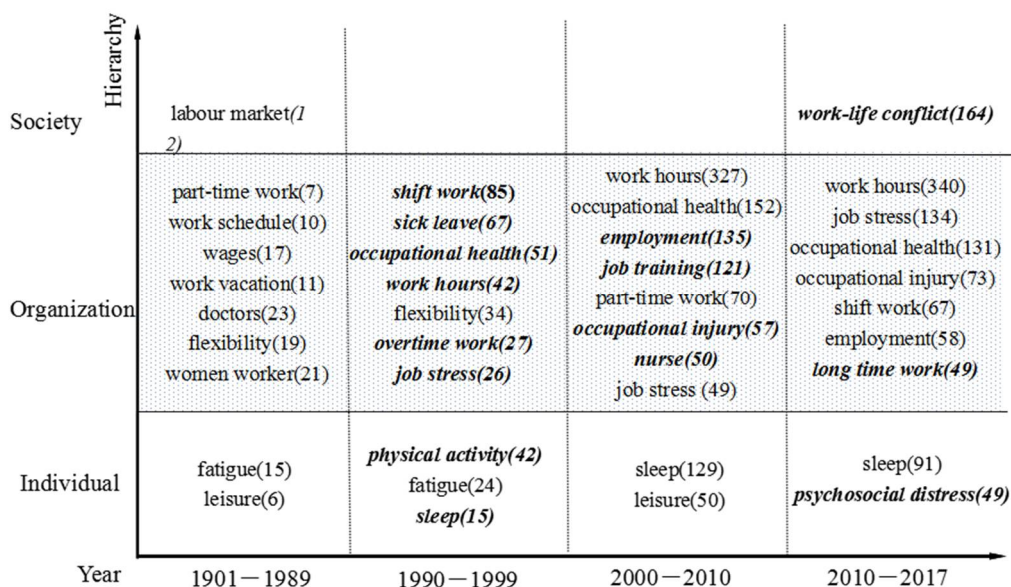 Hierarchy
Society
labour market(1
2)
work-life conflict(164)
Organization
part-time work(7)
work schedule(10)
wages(17)
work vacation(11)
doctors(23)
flexibility(19)
women worker(21)
shift work(85)
sick leave(67)
occupational health(51)
work hours(42)
flexibility(34)
overtime work(27)
job stress(26)
work hours(327)
occupational health(152)
employment(135)
job training(121)
part-time work(70)
occupational injury(57)
nurse(50)
job stress (49)
work hours(340)
job stress(134)
occupational health(131)
occupational injury(73)
shift work(67)
employment(58)
long time work(49)
Individual
fatigue(15)
leisure(6)
physical activity(42)
fatigue(24)
sleep(15)
sleep(129)
leisure(50)
sleep(91)
psychosocial distress(49)
Year
1901—1989
1990—1999
2000—2010
2010—2017